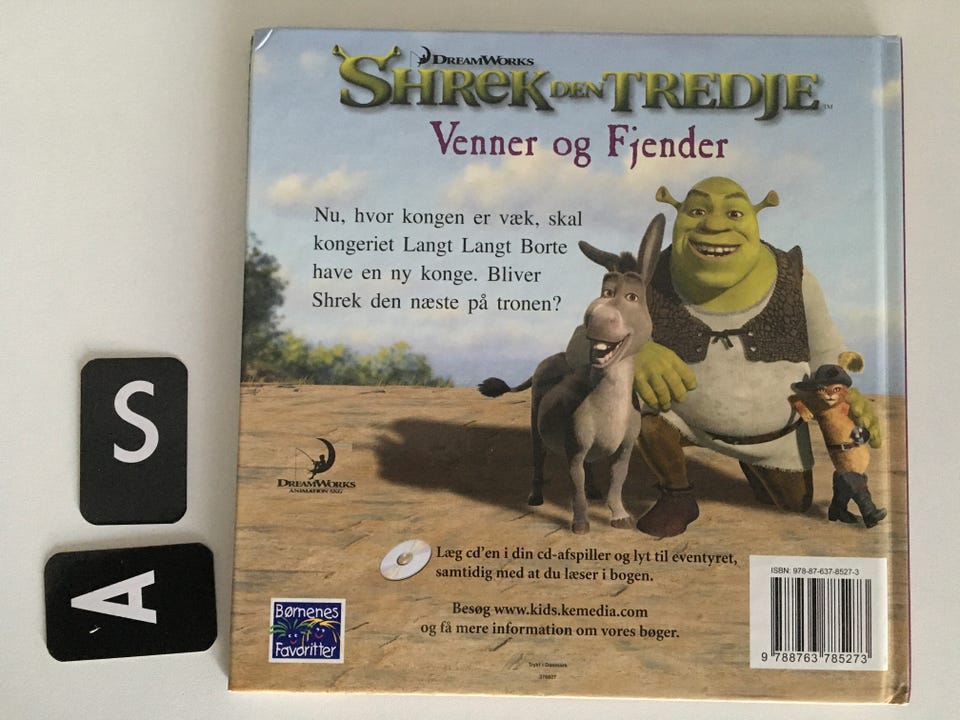 DREAMWORKS
SHREK DEN TREDJE
TM
Venner og Fjender
Nu, hvor kongen er væk, skal
kongeriet Langt Langt Borte
have en ny konge. Bliver
Shrek den næste på tronen?
S
A
DREAMWORKS
ANIMATION SKG
Læg cd'en i din cd-afspiller og lyt til eventyret,
samtidig med at du læser i bogen.
Børnenes
Favoritter
Besøg www.kids.kemedia.com
og få mere information om vores bøger.
Trykt i Danmark
ISBN: 978-87-637-8527-3
9 788763 785273